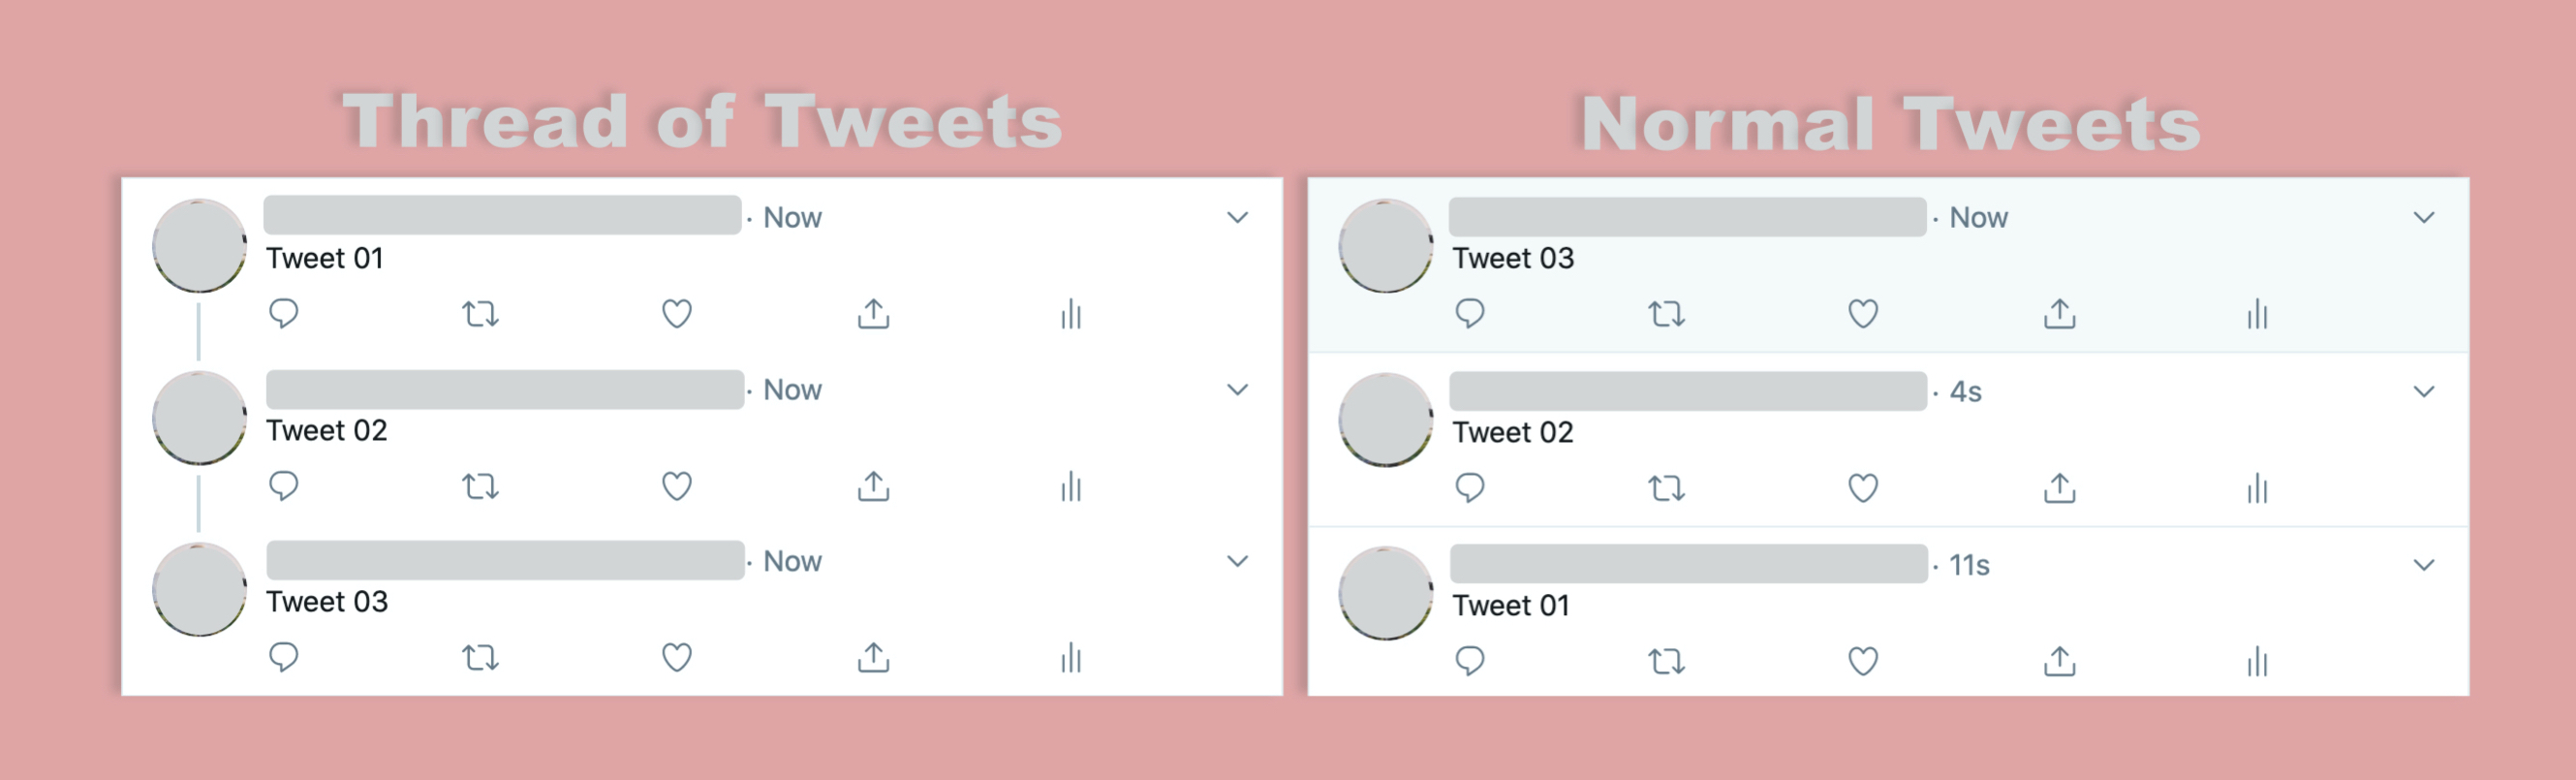 Thread of Tweets
· Now
Tweet 01
· Now
Tweet 02
· Now
Tweet 03
Normal Tweets
· Now
Tweet 03
· 4s
Tweet 02
· 11s
Tweet 01